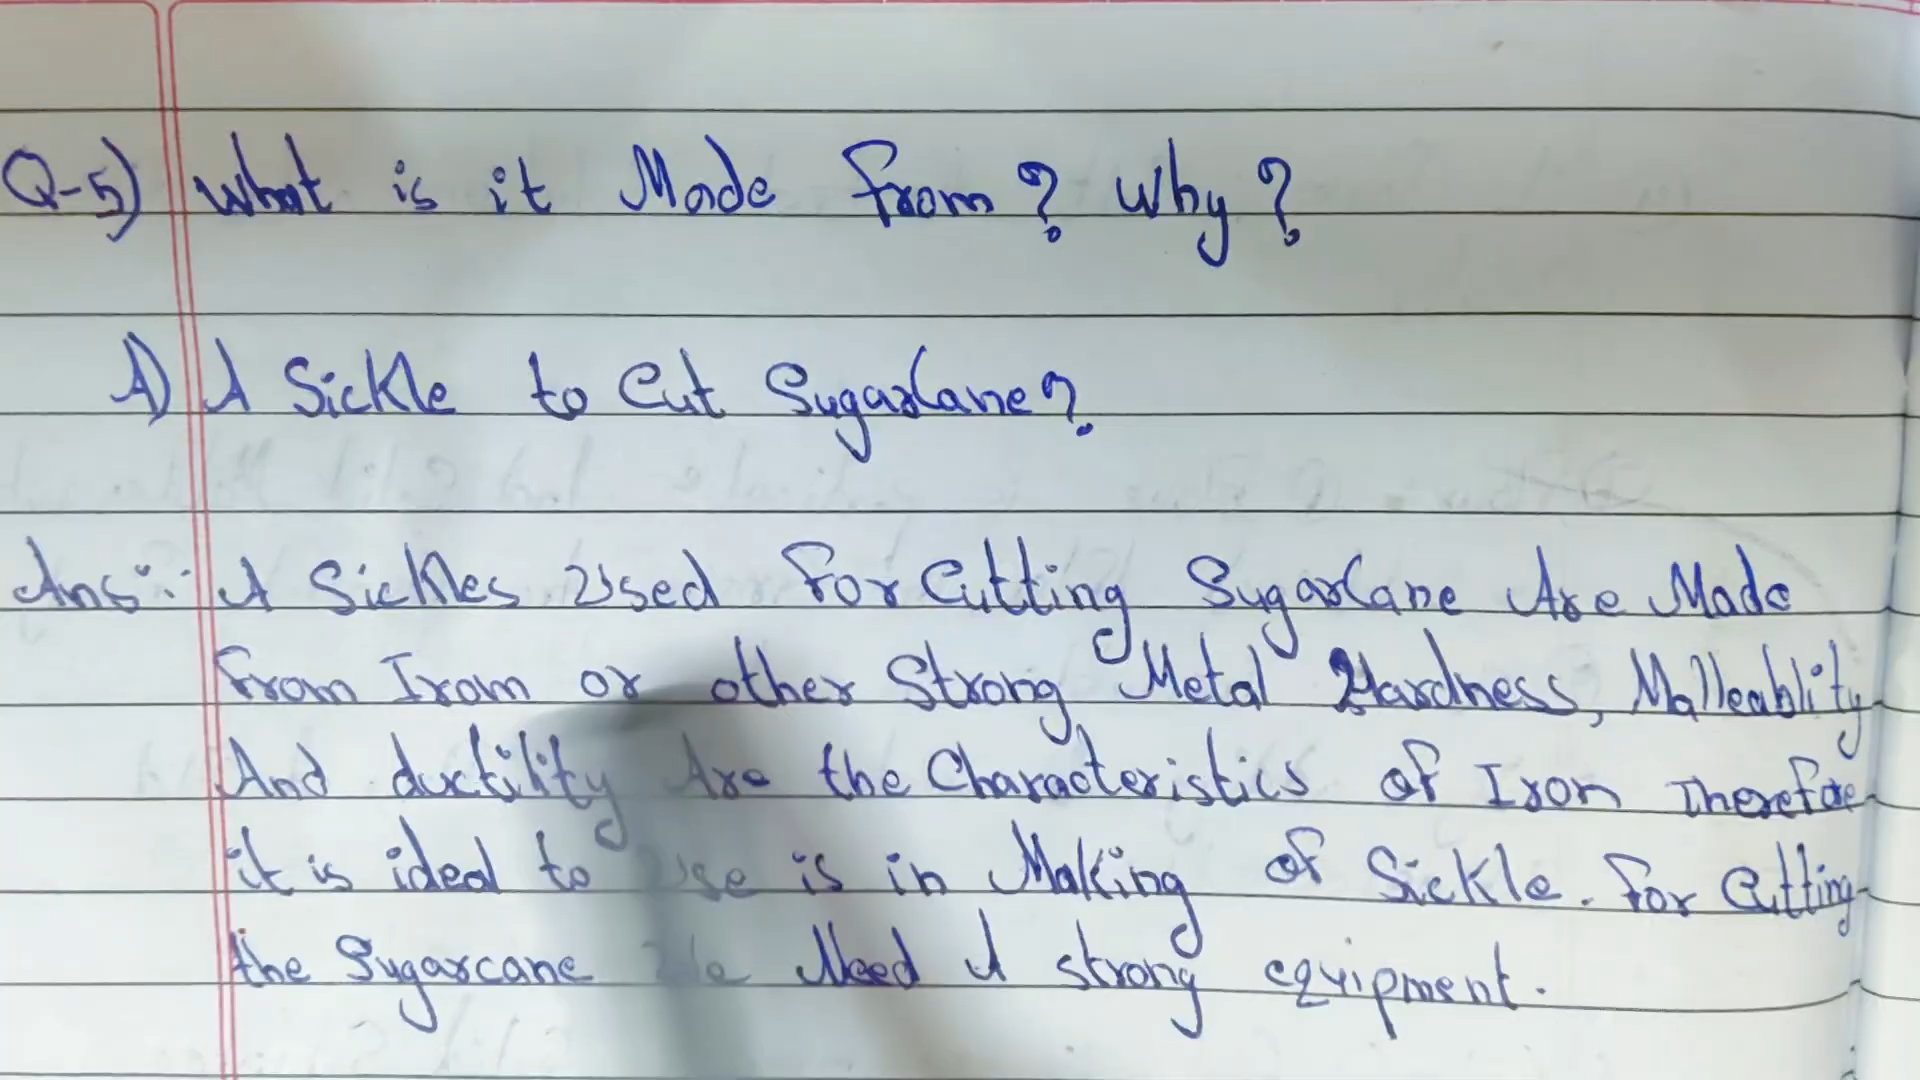 Q-5) What is it Made from? Why?
A) A Sickle to Cut Sugarcane?
Ans:- A Sickles Used For Cutting Sugarcane Are Made
from Iron or other Strong Metal Hardness, Malleablity
And ductility Are the Characteristics of Iron Therefore
it is ideal to Use is in Making of Sickle. For Cutting
the Sugarcane We Need A strong equipment.